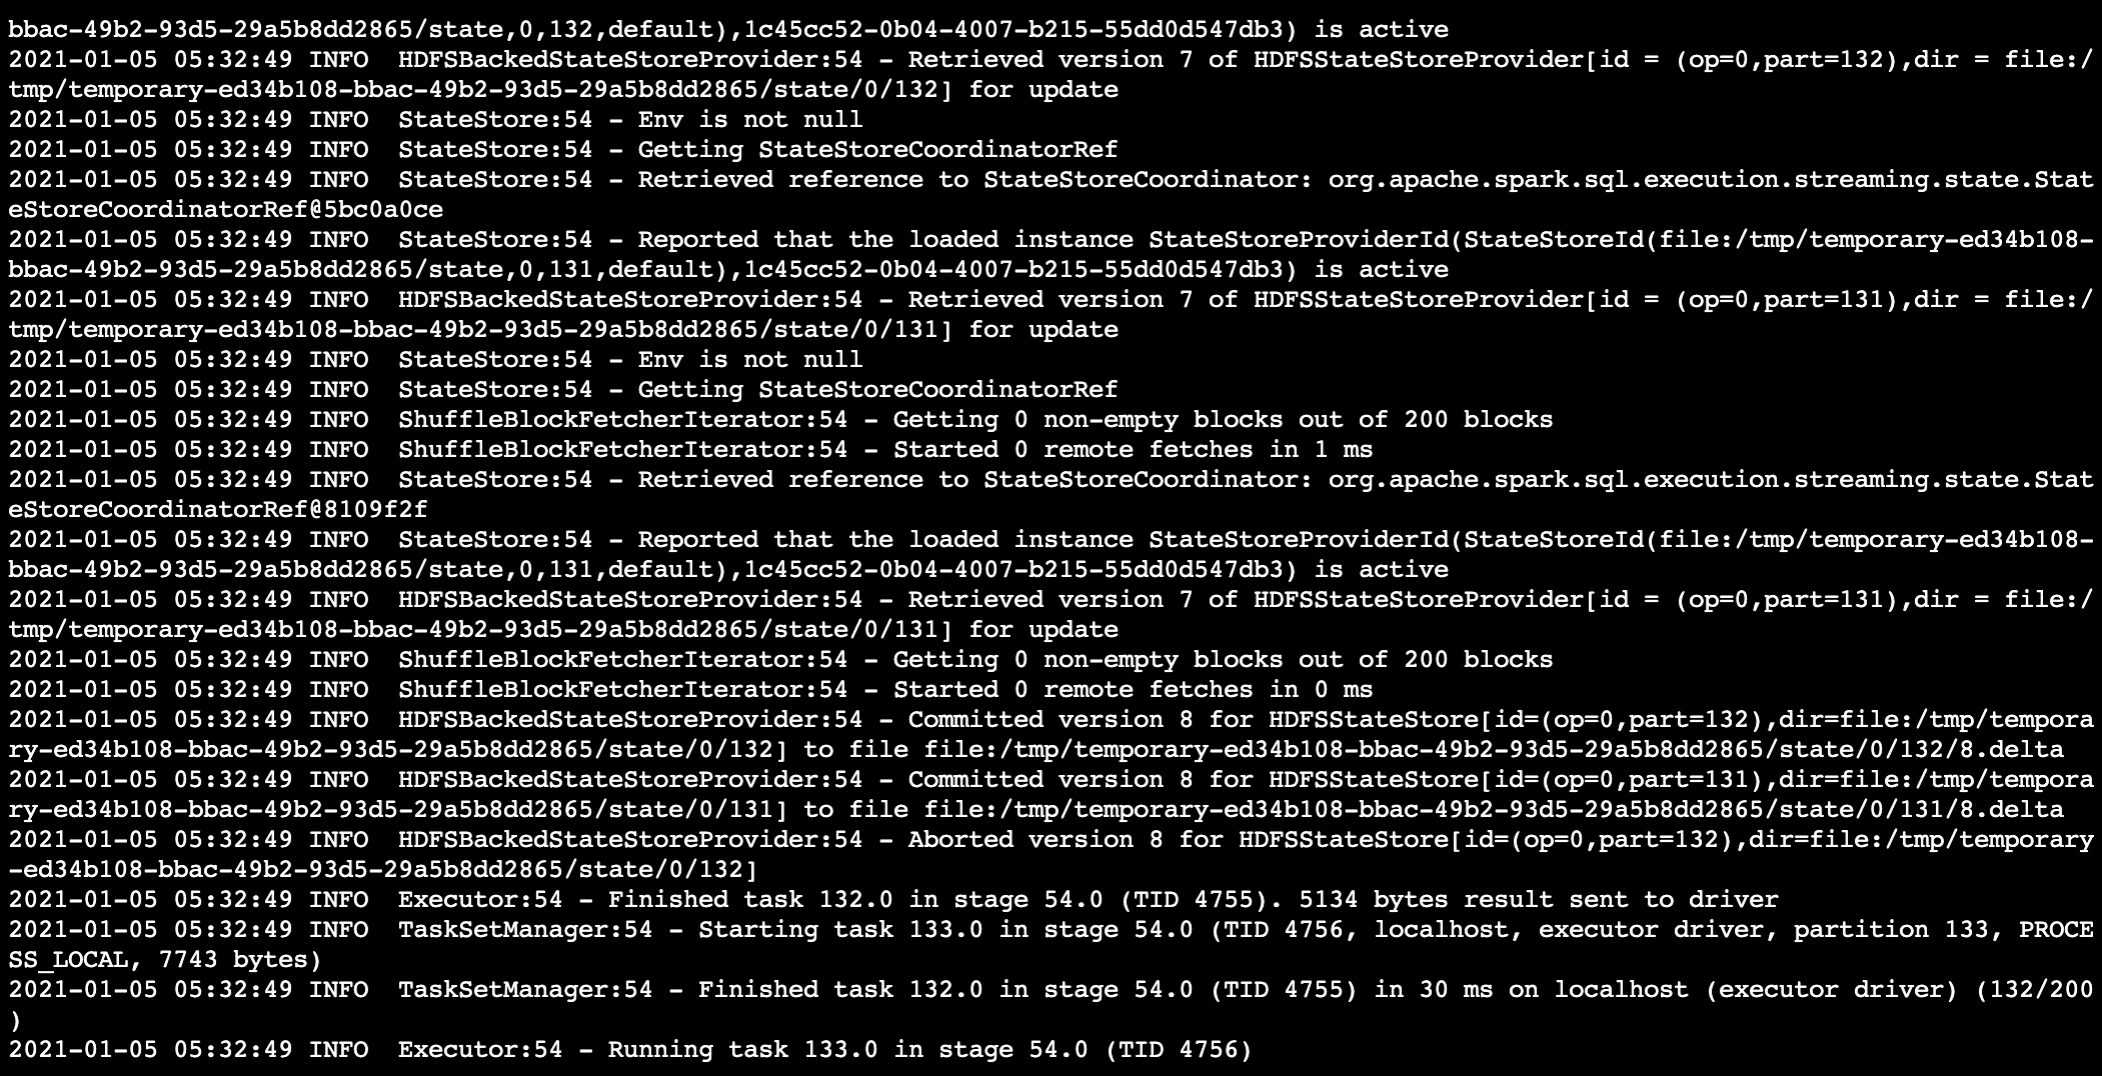 bbac-49b2-93d5-29a5b8dd2865/state,0,132,default),1c45cc52-0b04-4007-b215-55dd0d547db3) is active
2021-01-05 05:32:49 INFO  HDFSBackedStateStoreProvider:54 - Retrieved version 7 of HDFSStateStoreProvider[id = (op=0,part=132),dir = file:/
tmp/temporary-ed34b108-bbac-49b2-93d5-29a5b8dd2865/state/0/132] for update
2021-01-05 05:32:49 INFO  StateStore:54 - Env is not null
2021-01-05 05:32:49 INFO  StateStore:54 - Getting StateStoreCoordinatorRef
2021-01-05 05:32:49 INFO  StateStore:54 - Retrieved reference to StateStoreCoordinator: org.apache.spark.sql.execution.streaming.state.Stat
eStoreCoordinatorRef@5bc0a0ce
2021-01-05 05:32:49 INFO  StateStore:54 - Reported that the loaded instance StateStoreProviderId(StateStoreId(file:/tmp/temporary-ed34b108-
bbac-49b2-93d5-29a5b8dd2865/state,0,131,default),1c45cc52-0b04-4007-b215-55dd0d547db3) is active
2021-01-05 05:32:49 INFO  HDFSBackedStateStoreProvider:54 - Retrieved version 7 of HDFSStateStoreProvider[id = (op=0,part=131),dir = file:/
tmp/temporary-ed34b108-bbac-49b2-93d5-29a5b8dd2865/state/0/131] for update
2021-01-05 05:32:49 INFO  StateStore:54 - Env is not null
2021-01-05 05:32:49 INFO  StateStore:54 - Getting StateStoreCoordinatorRef
2021-01-05 05:32:49 INFO  ShuffleBlockFetcherIterator:54 - Getting 0 non-empty blocks out of 200 blocks
2021-01-05 05:32:49 INFO  ShuffleBlockFetcherIterator:54 - Started 0 remote fetches in 1 ms
2021-01-05 05:32:49 INFO  StateStore:54 - Retrieved reference to StateStoreCoordinator: org.apache.spark.sql.execution.streaming.state.Stat
eStoreCoordinatorRef@8109f2f
2021-01-05 05:32:49 INFO  StateStore:54 - Reported that the loaded instance StateStoreProviderId(StateStoreId(file:/tmp/temporary-ed34b108-
bbac-49b2-93d5-29a5b8dd2865/state,0,131,default),1c45cc52-0b04-4007-b215-55dd0d547db3) is active
2021-01-05 05:32:49 INFO  HDFSBackedStateStoreProvider:54 - Retrieved version 7 of HDFSStateStoreProvider[id = (op=0,part=131),dir = file:/
tmp/temporary-ed34b108-bbac-49b2-93d5-29a5b8dd2865/state/0/131] for update
2021-01-05 05:32:49 INFO  ShuffleBlockFetcherIterator:54 - Getting 0 non-empty blocks out of 200 blocks
2021-01-05 05:32:49 INFO  ShuffleBlockFetcherIterator:54 - Started 0 remote fetches in 0 ms
2021-01-05 05:32:49 INFO  HDFSBackedStateStoreProvider:54 - Committed version 8 for HDFSStateStore[id=(op=0,part=132),dir=file:/tmp/tempora
ry-ed34b108-bbac-49b2-93d5-29a5b8dd2865/state/0/132] to file file:/tmp/temporary-ed34b108-bbac-49b2-93d5-29a5b8dd2865/state/0/132/8.delta
2021-01-05 05:32:49 INFO  HDFSBackedStateStoreProvider:54 - Committed version 8 for HDFSStateStore[id=(op=0,part=131),dir=file:/tmp/tempora
ry-ed34b108-bbac-49b2-93d5-29a5b8dd2865/state/0/131] to file file:/tmp/temporary-ed34b108-bbac-49b2-93d5-29a5b8dd2865/state/0/131/8.delta
2021-01-05 05:32:49 INFO  HDFSBackedStateStoreProvider:54 - Aborted version 8 for HDFSStateStore[id=(op=0,part=132),dir=file:/tmp/temporary
-ed34b108-bbac-49b2-93d5-29a5b8dd2865/state/0/132]
2021-01-05 05:32:49 INFO  Executor:54 - Finished task 132.0 in stage 54.0 (TID 4755). 5134 bytes result sent to driver
2021-01-05 05:32:49 INFO  TaskSetManager:54 - Starting task 133.0 in stage 54.0 (TID 4756, localhost, executor driver, partition 133, PROCE
SS_LOCAL, 7743 bytes)
2021-01-05 05:32:49 INFO  TaskSetManager:54 - Finished task 132.0 in stage 54.0 (TID 4755) in 30 ms on localhost (executor driver) (132/200
)
2021-01-05 05:32:49 INFO  Executor:54 - Running task 133.0 in stage 54.0 (TID 4756)